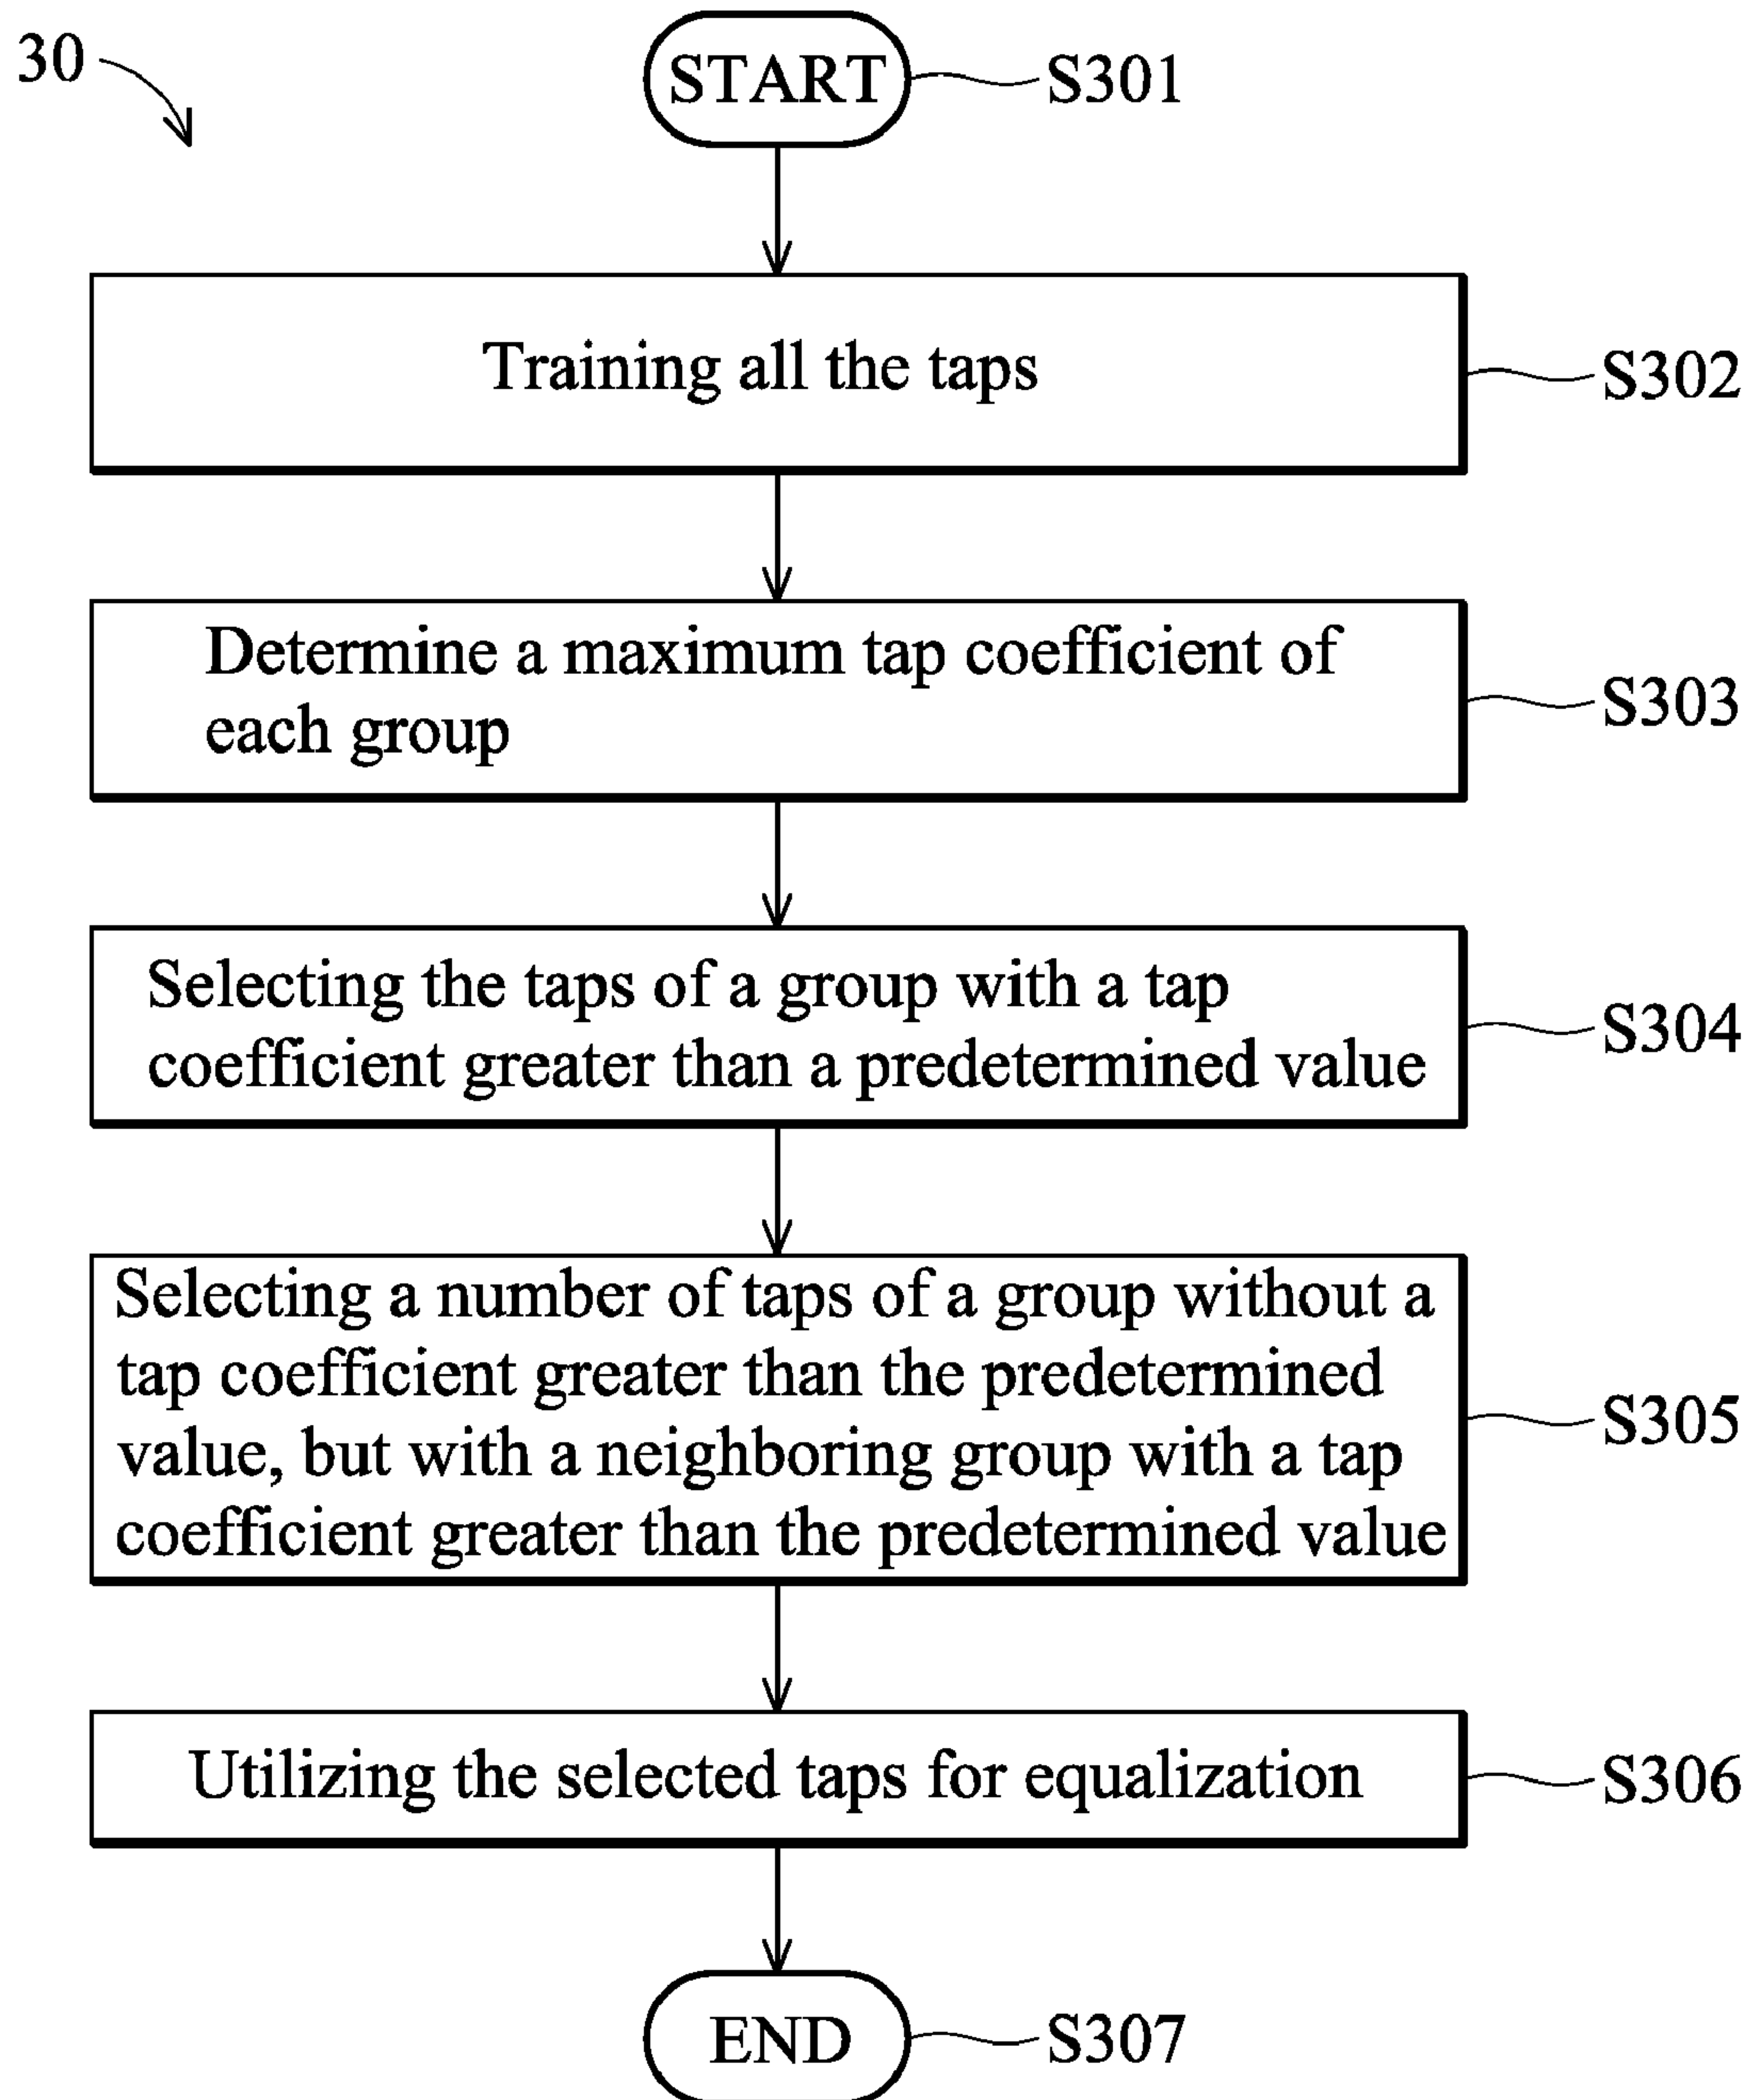 30
START
S301
Training all the taps
S302
Determine a maximum tap coefficient of
each group
S303
Selecting the taps of a group with a tap
coefficient greater than a predetermined value
S304
Selecting a number of taps of a group without a
tap coefficient greater than the predetermined
value, but with a neighboring group with a tap
coefficient greater than the predetermined value
S305
Utilizing the selected taps for equalization
S306
END
S307